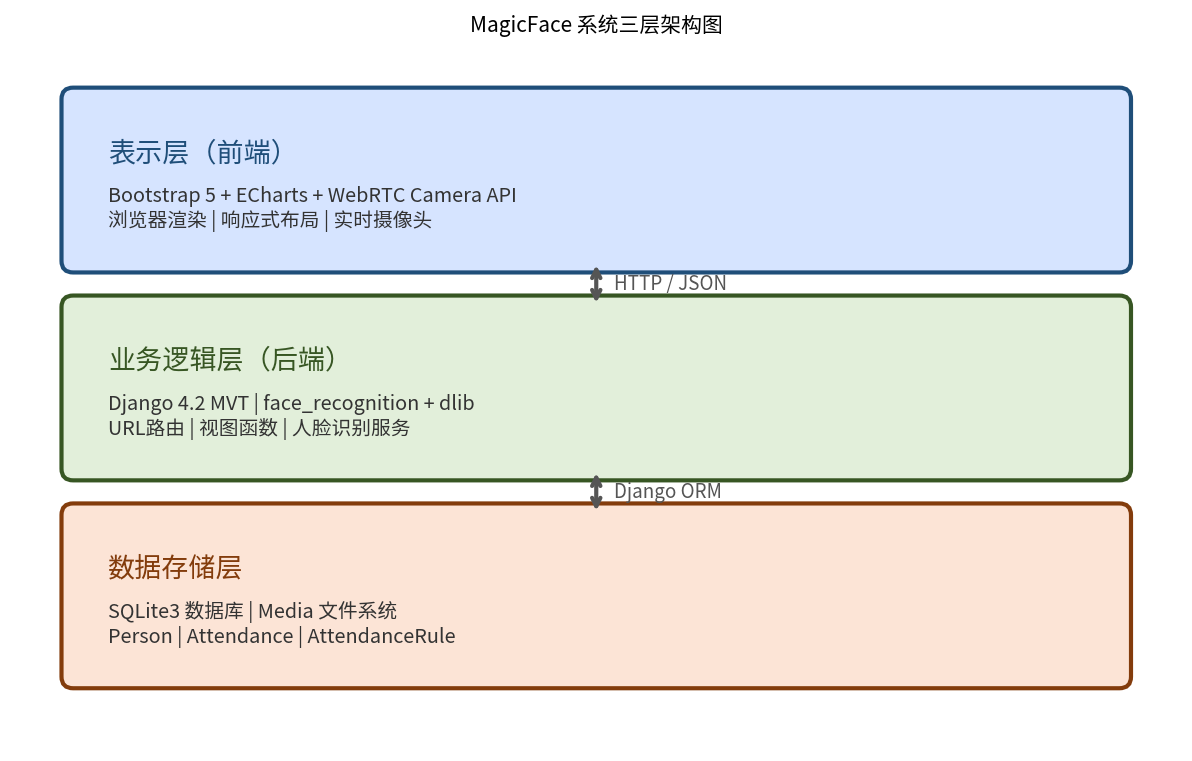 MagicFace 系统三层架构图
表示层（前端）
Bootstrap 5 + ECharts + WebRTC Camera API
浏览器渲染 | 响应式布局 | 实时摄像头
HTTP / JSON
业务逻辑层（后端）
Django 4.2 MVT | face_recognition + dlib
URL路由 | 视图函数 | 人脸识别服务
Django ORM
数据存储层
SQLite3 数据库 | Media 文件系统
Person | Attendance | AttendanceRule